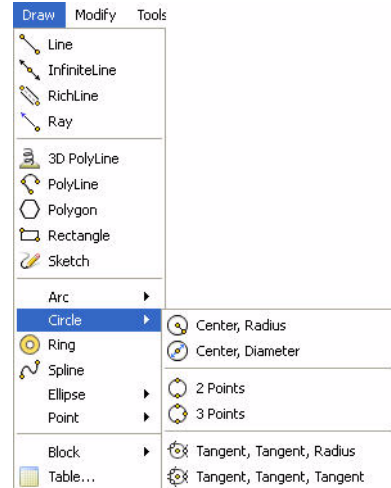 Draw Modify Tools
Line
InfiniteLine
RichLine
Ray
3D PolyLine
PolyLine
Polygon
Rectangle
Sketch
Arc
Circle
Ring
Spline
Ellipse
Point
Block
Table...
Center, Radius
Center, Diameter
2 Points
3 Points
Tangent, Tangent, Radius
Tangent, Tangent, Tangent